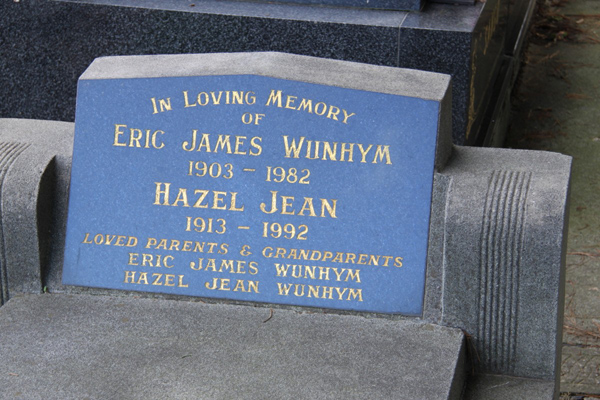 IN LOVING MEMORY
OF
ERIC JAMES WUNHYM
1903 - 1982
HAZEL JEAN
1913 - 1992
LOVED PARENTS & GRANDPARENTS
ERIC JAMES WUNHYM
HAZEL JEAN WUNHYM